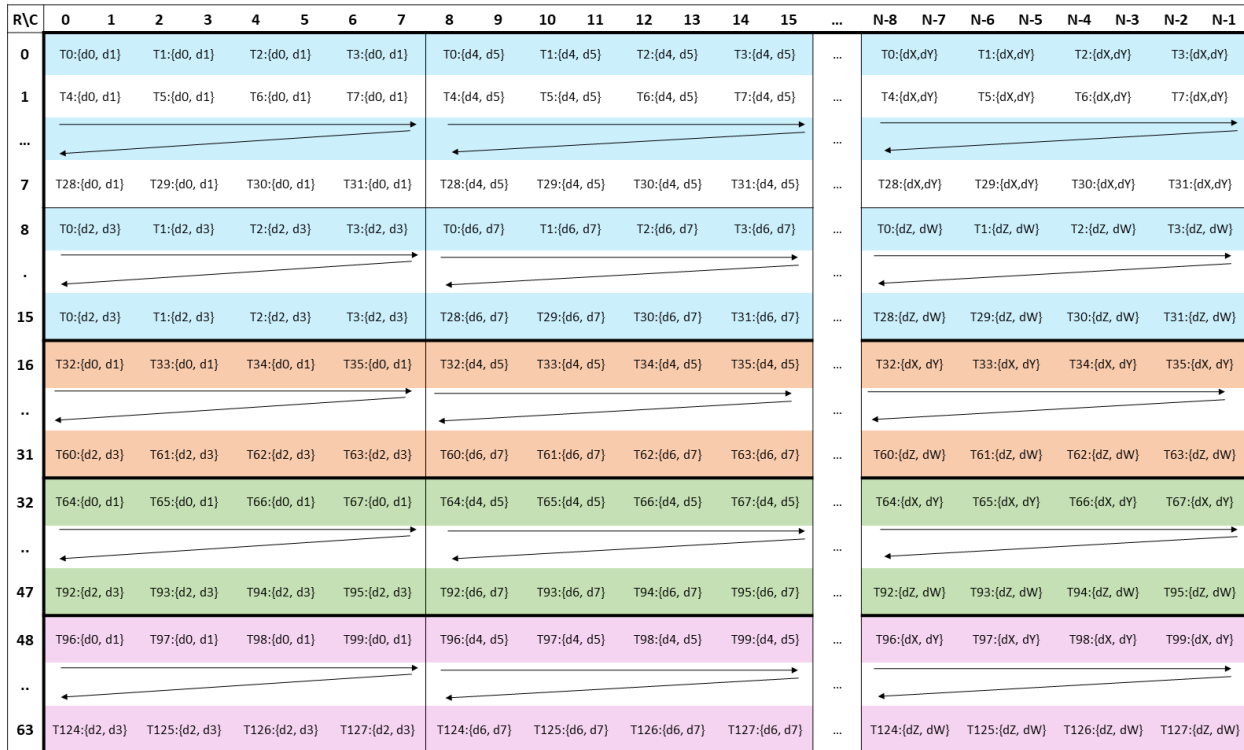 R\C 0 1 2 3 4 5 6 7 8 9 10 11 12 13 14 15 ... N-8 N-7 N-6 N-5 N-4 N-3 N-2 N-1
0 T0:{d0, d1} T1:{d0, d1} T2:{d0, d1} T3:{d0, d1} T0:{d4, d5} T1:{d4, d5} T2:{d4, d5} T3:{d4, d5} ... T0:{dX,dY} T1:{dX,dY} T2:{dX,dY} T3:{dX,dY}
1 T4:{d0, d1} T5:{d0, d1} T6:{d0, d1} T7:{d0, d1} T4:{d4, d5} T5:{d4, d5} T6:{d4, d5} T7:{d4, d5} ... T4:{dX,dY} T5:{dX,dY} T6:{dX,dY} T7:{dX,dY}
... ...
7 T28:{d0, d1} T29:{d0, d1} T30:{d0, d1} T31:{d0, d1} T28:{d4, d5} T29:{d4, d5} T30:{d4, d5} T31:{d4, d5} ... T28:{dX,dY} T29:{dX,dY} T30:{dX,dY} T31:{dX,dY}
8 T0:{d2, d3} T1:{d2, d3} T2:{d2, d3} T3:{d2, d3} T0:{d6, d7} T1:{d6, d7} T2:{d6, d7} T3:{d6, d7} ... T0:{dZ, dW} T1:{dZ, dW} T2:{dZ, dW} T3:{dZ, dW}
. ...
15 T0:{d2, d3} T1:{d2, d3} T2:{d2, d3} T3:{d2, d3} T28:{d6, d7} T29:{d6, d7} T30:{d6, d7} T31:{d6, d7} ... T28:{dZ, dW} T29:{dZ, dW} T30:{dZ, dW} T31:{dZ, dW}
16 T32:{d0, d1} T33:{d0, d1} T34:{d0, d1} T35:{d0, d1} T32:{d4, d5} T33:{d4, d5} T34:{d4, d5} T35:{d4, d5} ... T32:{dX, dY} T33:{dX, dY} T34:{dX, dY} T35:{dX, dY}
.. ...
31 T60:{d2, d3} T61:{d2, d3} T62:{d2, d3} T63:{d2, d3} T60:{d6, d7} T61:{d6, d7} T62:{d6, d7} T63:{d6, d7} ... T60:{dZ, dW} T61:{dZ, dW} T62:{dZ, dW} T63:{dZ, dW}
32 T64:{d0, d1} T65:{d0, d1} T66:{d0, d1} T67:{d0, d1} T64:{d4, d5} T65:{d4, d5} T66:{d4, d5} T67:{d4, d5} ... T64:{dX, dY} T65:{dX, dY} T66:{dX, dY} T67:{dX, dY}
.. ...
47 T92:{d2, d3} T93:{d2, d3} T94:{d2, d3} T95:{d2, d3} T92:{d6, d7} T93:{d6, d7} T94:{d6, d7} T95:{d6, d7} ... T92:{dZ, dW} T93:{dZ, dW} T94:{dZ, dW} T95:{dZ, dW}
48 T96:{d0, d1} T97:{d0, d1} T98:{d0, d1} T99:{d0, d1} T96:{d4, d5} T97:{d4, d5} T98:{d4, d5} T99:{d4, d5} ... T96:{dX, dY} T97:{dX, dY} T98:{dX, dY} T99:{dX, dY}
.. ...
63 T124:{d2, d3} T125:{d2, d3} T126:{d2, d3} T127:{d2, d3} T124:{d6, d7} T125:{d6, d7} T126:{d6, d7} T127:{d6, d7} ... T124:{dZ, dW} T125:{dZ, dW} T126:{dZ, dW} T127:{dZ, dW}